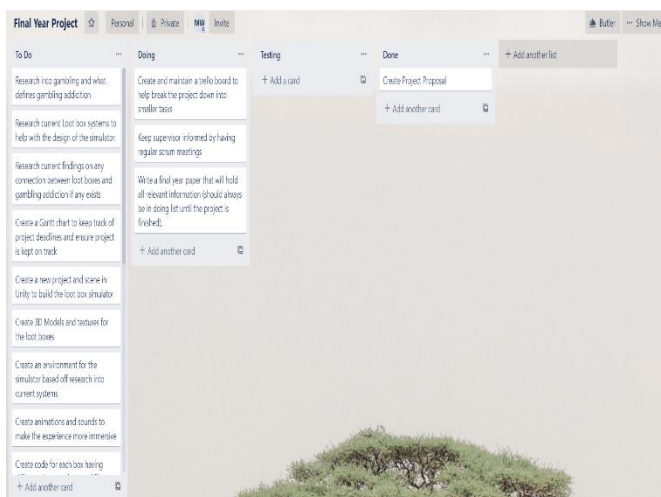 Final Year Project
Personal
Private
MW
Invite
Butler
Show Me
To Do
Research into gambling and what
defines gambling addiction
Research current Loot box systems to
help with the design of the simulator
Research current findings on any
connection between loot boxes and
gambling addiction if any exists
Create a Gantt chart to keep track of
project deadlines and ensure project
is kept on track
Create a new project and scene in
Unity to build the loot box simulator
Create 3D Models and textures for
the loot boxes
Create an environment for the
simulator based off research into
current systems
Create animations and sounds to
make the experience more immersive
Create code for each box having
+ Add another card
Doing
Create and maintain a trello board to
help break the project down into
smaller tasks
Keep supervisor informed by having
regular scrum meetings
Write a final year paper that will hold
all relevant information (should always
be in doing list until the project is
finished).
+ Add another card
Testing
+ Add a card
Done
Create Project Proposal
+ Add another card
+ Add another list